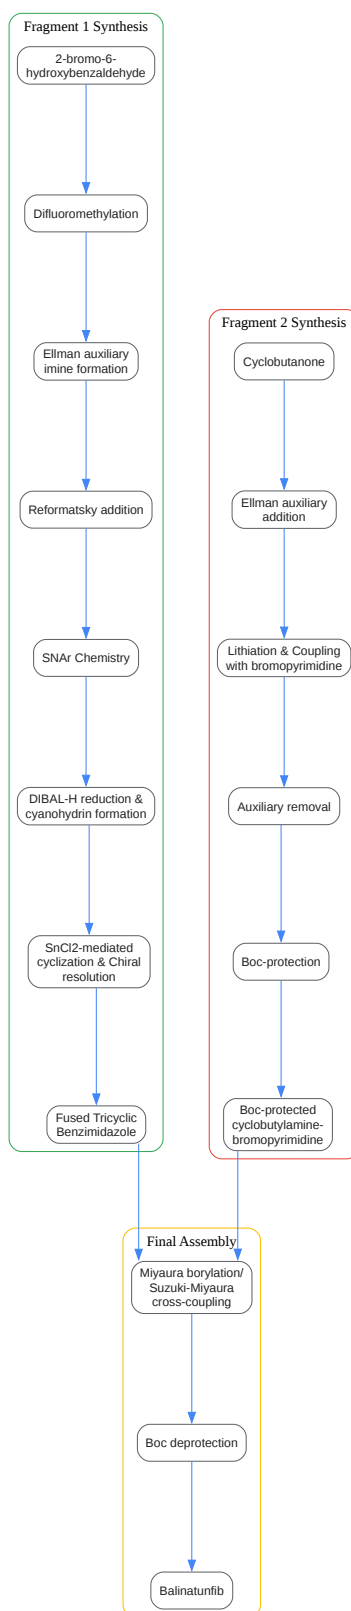 Fragment 1 Synthesis
2-bromo-6-
hydroxybenzaldehyde
Difluoromethylation
Ellman auxiliary
imine formation
Reformatsky addition
SNAr Chemistry
DIBAL-H reduction &
cyanohydrin formation
SnCl2-mediated
cyclization & Chiral
resolution
Fused Tricyclic
Benzimidazole
Fragment 2 Synthesis
Cyclobutanone
Ellman auxiliary
addition
Lithiation & Coupling
with bromopyrimidine
Auxiliary removal
Boc-protection
Boc-protected
cyclobutylamine-
bromopyrimidine
Final Assembly
Miyaura borylation/
Suzuki-Miyaura
cross-coupling
Boc deprotection
Balinatunfib